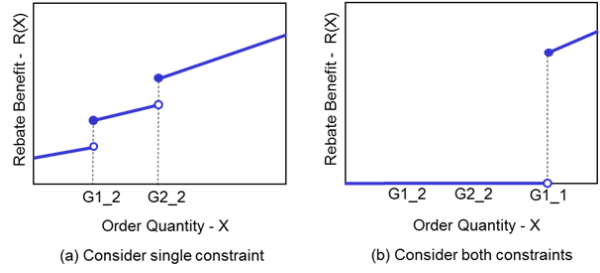 Rebate Benefit - R(X)
G1_2
G2_2
Order Quantity - X
(a) Consider single constraint
Rebate Benefit - R(X)
G1_2
G2_2
G1_1
Order Quantity - X
(b) Consider both constraints